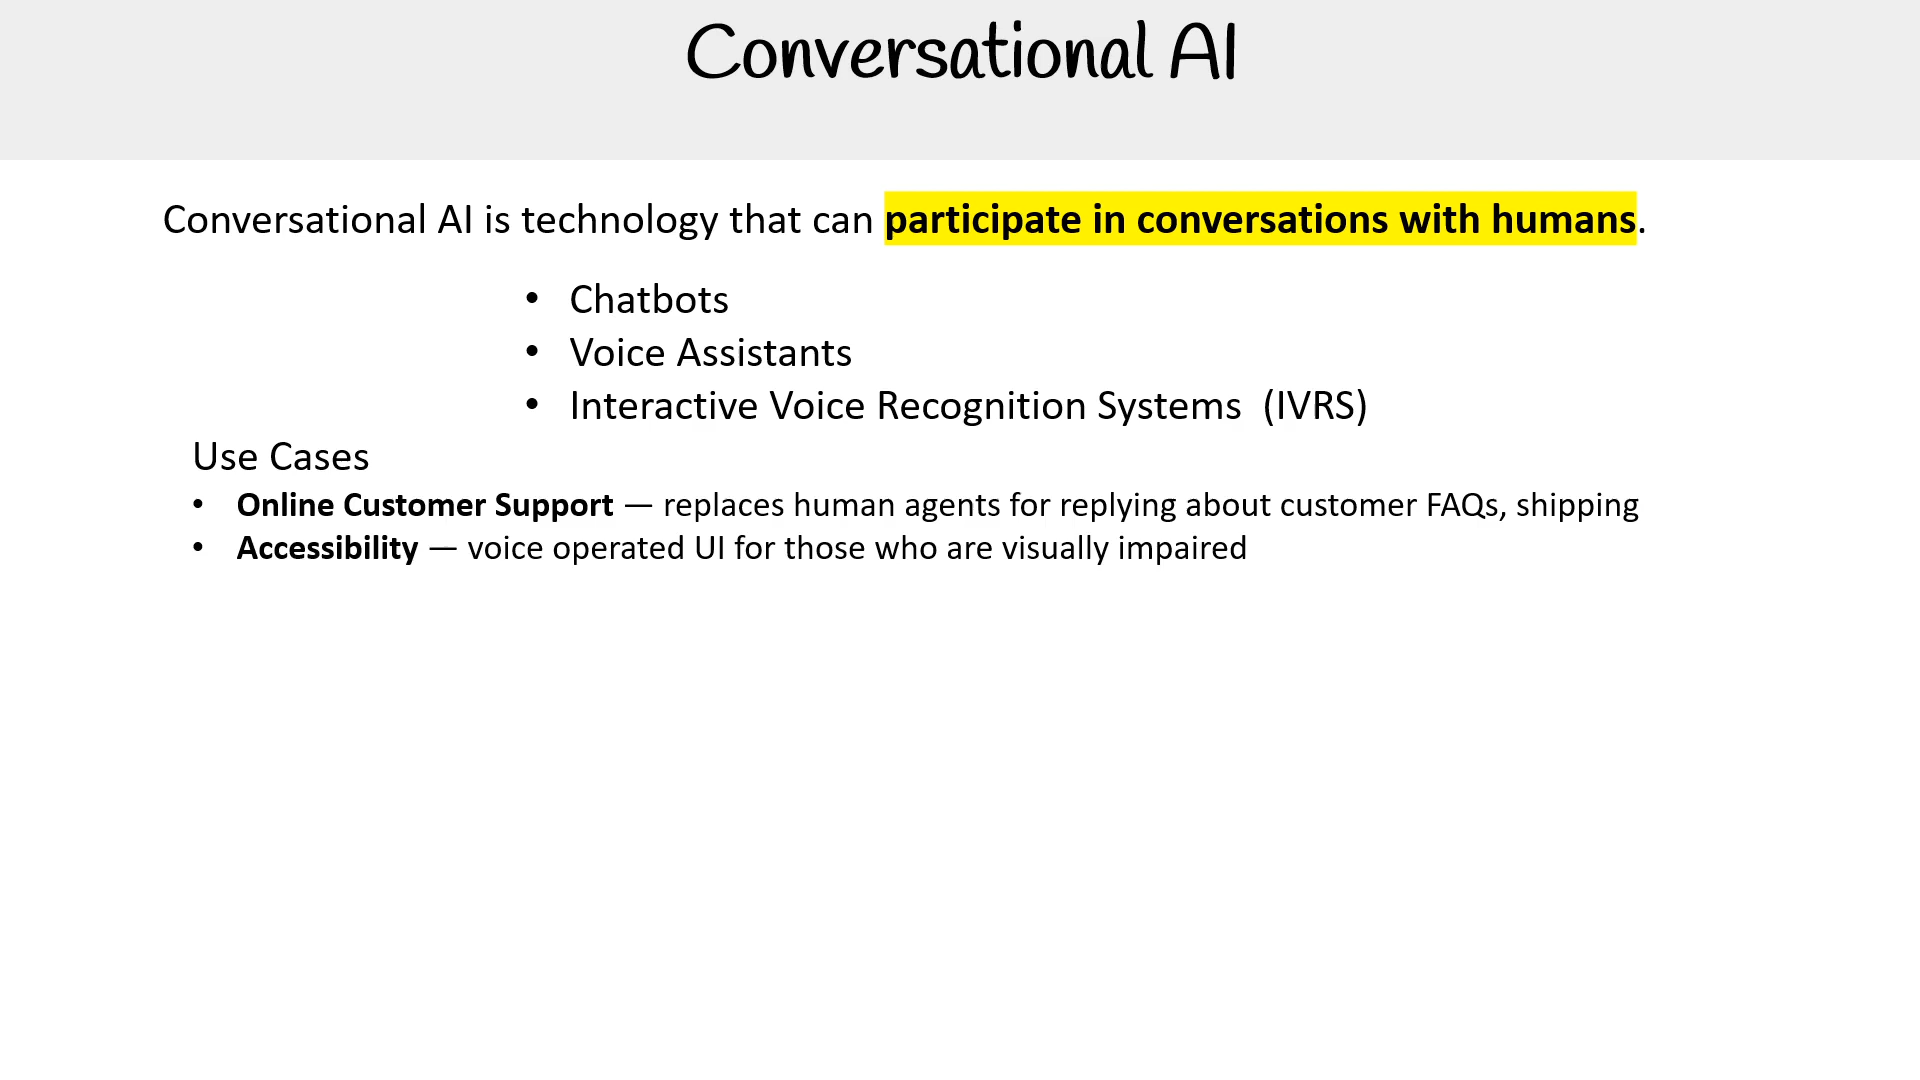 Conversational AI
Conversational AI is technology that can participate in conversations with humans.
• Chatbots
• Voice Assistants
• Interactive Voice Recognition Systems (IVRS)
Use Cases
• Online Customer Support — replaces human agents for replying about customer FAQs, shipping
• Accessibility — voice operated UI for those who are visually impaired